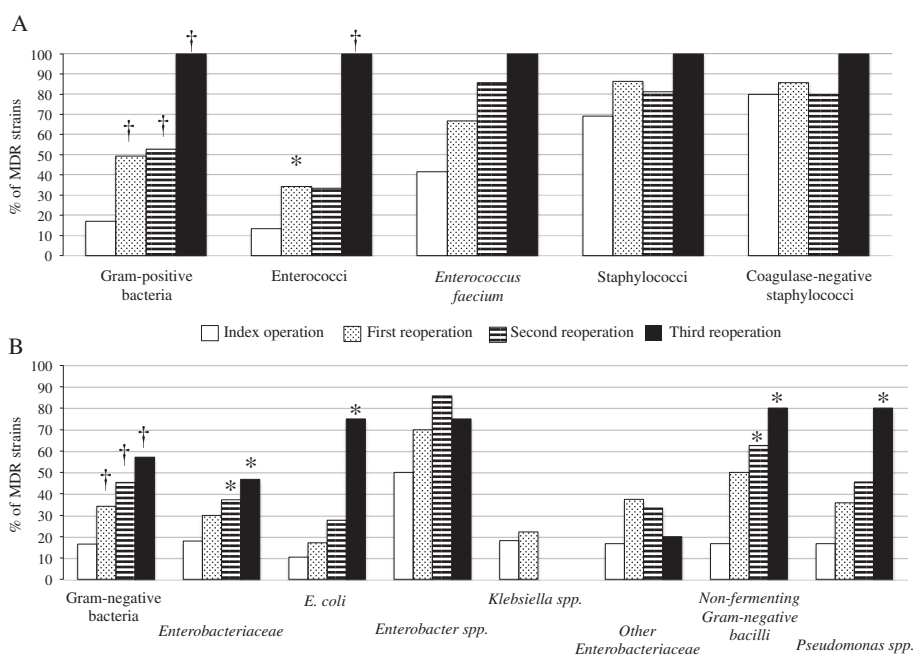 A
% of MDR strains
100
90
80
70
60
50
40
30
20
10
0
†
†
†
*
†
Gram-positive
bacteria
Enterococci
Enterococcus
faecium
Staphylococci
Coagulase-negative
staphylococci
Index operation
First reoperation
Second reoperation
Third reoperation
B
% of MDR strains
100
90
80
70
60
50
40
30
20
10
0
†
†
†
*
*
*
*
*
*
Gram-negative
bacteria
Enterobacteriaceae
E. coli
Enterobacter spp.
Klebsiella spp.
Other
Enterobacteriaceae
Non-fermenting
Gram-negative
bacilli
Pseudomonas spp.